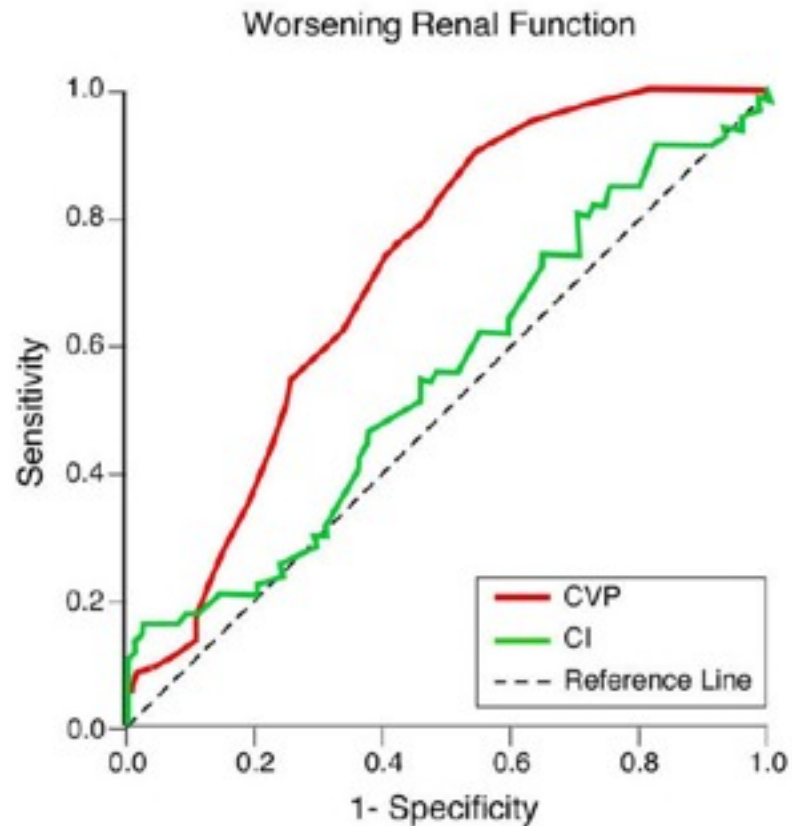 Worsening Renal Function
1.0
0.8
0.6
0.4
0.2
0.0
Sensitivity
0.0 0.2 0.4 0.6 0.8 1.0
1- Specificity
CVP
CI
Reference Line